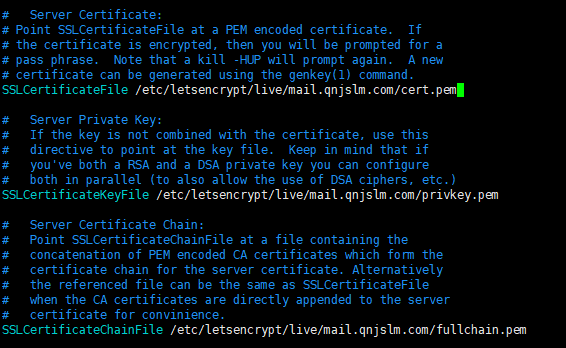 #   Server Certificate:
# Point SSLCertificateFile at a PEM encoded certificate.  If
# the certificate is encrypted, then you will be prompted for a
# pass phrase.  Note that a kill -HUP will prompt again.  A new
# certificate can be generated using the genkey(1) command.
SSLCertificateFile /etc/letsencrypt/live/mail.qnjslm.com/cert.pem
#   Server Private Key:
#   If the key is not combined with the certificate, use this
#   directive to point at the key file.  Keep in mind that if
#   you've both a RSA and a DSA private key you can configure
#   both in parallel (to also allow the use of DSA ciphers, etc.)
SSLCertificateKeyFile /etc/letsencrypt/live/mail.qnjslm.com/privkey.pem
#   Server Certificate Chain:
#   Point SSLCertificateChainFile at a file containing the
#   concatenation of PEM encoded CA certificates which form the
#   certificate chain for the server certificate. Alternatively
#   the referenced file can be the same as SSLCertificateFile
#   when the CA certificates are directly appended to the server
#   certificate for convinience.
SSLCertificateChainFile /etc/letsencrypt/live/mail.qnjslm.com/fullchain.pem